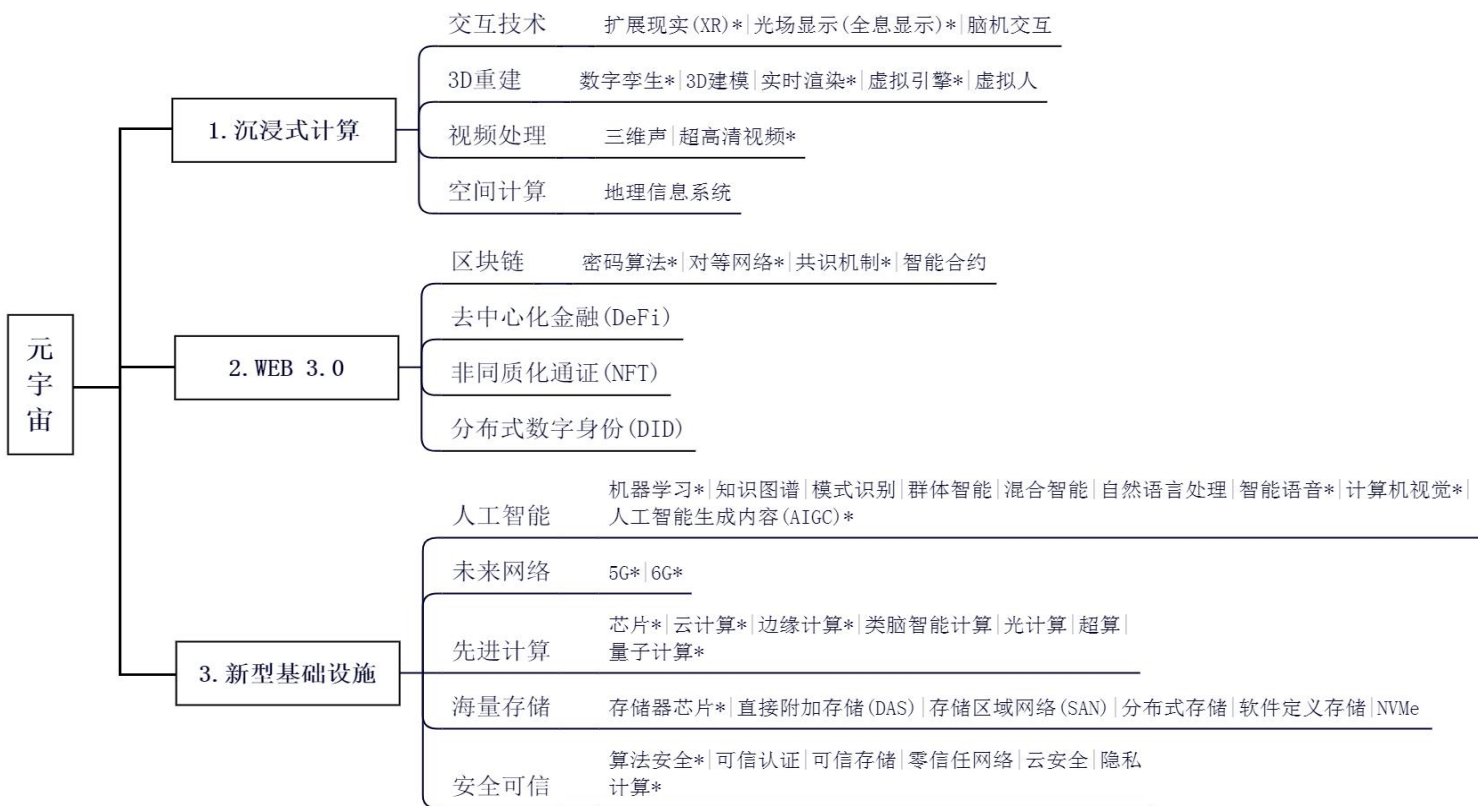 元宇宙
1.沉浸式计算
交互技术 扩展现实(XR)*|光场显示(全息显示)*|脑机交互
3D重建 数字孪生*|3D建模|实时渲染*|虚拟引擎*|虚拟人
视频处理 三维声|超高清视频*
空间计算 地理信息系统
2.WEB 3.0
区块链 密码算法*|对等网络*|共识机制*|智能合约
去中心化金融(DeFi)
非同质化通证(NFT)
分布式数字身份(DID)
3.新型基础设施
人工智能 机器学习*|知识图谱|模式识别|群体智能|混合智能|自然语言处理|智能语音*|计算机视觉*|
人工智能生成内容(AIGC)*
未来网络 5G*|6G*
先进计算 芯片*|云计算*|边缘计算*|类脑智能计算|光计算|超算|
量子计算*
海量存储 存储器芯片*|直接附加存储(DAS)|存储区域网络(SAN)|分布式存储|软件定义存储|NVMe
安全可信 算法安全*|可信认证|可信存储|零信任网络|云安全|隐私
计算*